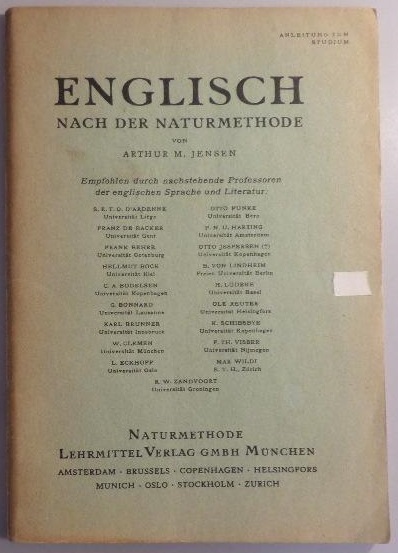 ANLEITUNG ZUM
STUDIUM
ENGLISCH
NACH DER NATURMETHODE
VON
ARTHUR M. JENSEN
Empfohlen durch nachstehende Professoren
der englischen Sprache und Literatur:
S. R. T. O. D'ARDENNE
Universität Liège
FRANZ DE BACKER
Universität Gent
FRANK BEHRE
Universität Gotenburg
HELLMUT BOCK
Universität Kiel
C. A. BODELSEN
Universität Kopenhagen
G. BONNARD
Universität Lausanne
KARL BRUNNER
Universität Innsbruck
W. CLEMEN
Universität München
L. ECKHOFF
Universität Oslo
OTTO FUNKE
Universität Bern
P. N. U. HARTING
Universität Amsterdam
OTTO JESPERSEN (†)
Universität Kopenhagen
B. VON LINDHEIM
Freie Universität Berlin
H. LÜDEKE
Universität Basel
OLE REUTER
Universität Helsingfors
K. SCHIBSBYE
Universität Kopenhagen
F. TH. VISSER
Universität Nijmegen
MAX WILDI
E. T. H., Zürich
R. W. ZANDVOORT
Universität Groningen
NATURMETHODE
LEHRMITTELVERLAG GMBH MÜNCHEN
AMSTERDAM · BRUSSELS · COPENHAGEN · HELSINGFORS
MUNICH · OSLO · STOCKHOLM · ZURICH